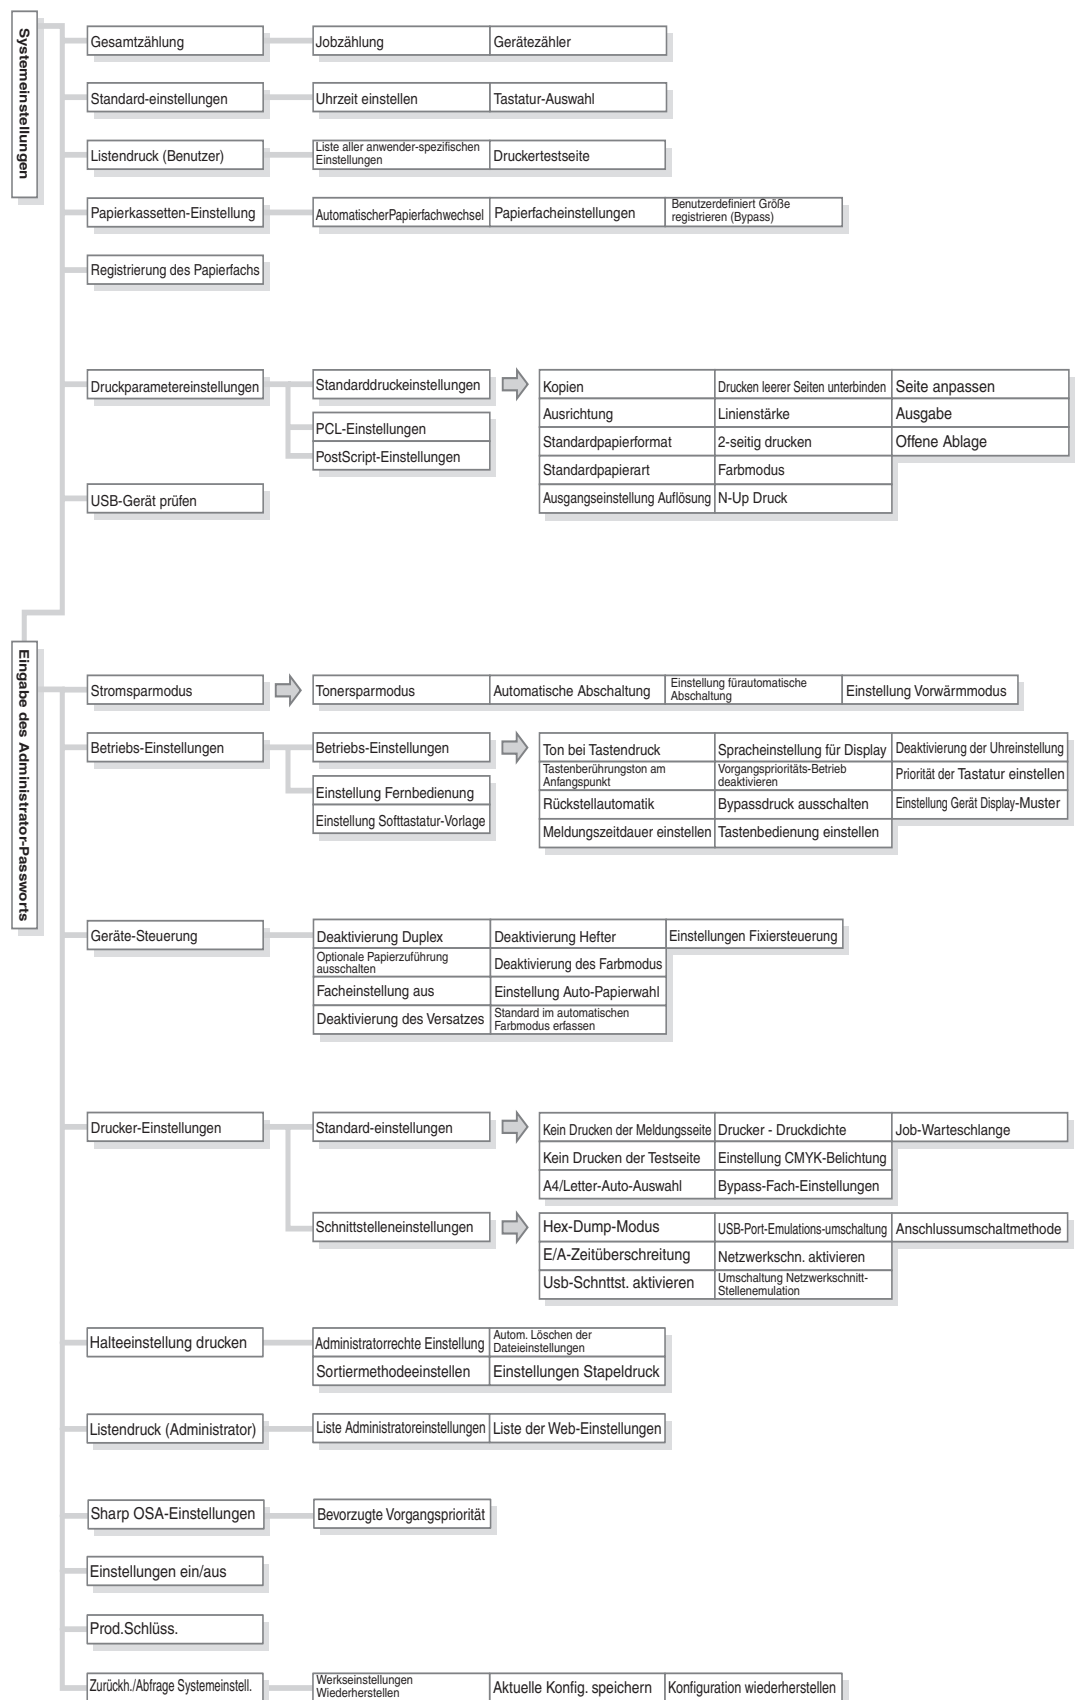 Systemeinstellungen
Gesamtzählung
Jobzählung
Gerätezähler
Standard-einstellungen
Uhrzeit einstellen
Tastatur-Auswahl
Listendruck (Benutzer)
Liste aller anwender-spezifischen
Einstellungen
Druckertestseite
Papierkassetten-Einstellung
AutomatischerPapierfachwechsel
Papierfacheinstellungen
Benutzerdefiniert Größe
registrieren (Bypass)
Registrierung des Papierfachs
Druckparametereinstellungen
Standarddruckeinstellungen
Kopien
Drucken leerer Seiten unterbinden
Seite anpassen
Ausrichtung
Linienstärke
Ausgabe
PCL-Einstellungen
Standardpapierformat
2-seitig drucken
Offene Ablage
PostScript-Einstellungen
Standardpapierart
Farbmodus
Ausgangseinstellung Auflösung
N-Up Druck
USB-Gerät prüfen
Eingabe des Administrator-Passworts
Stromsparmodus
Tonersparmodus
Automatische Abschaltung
Einstellung fürautomatische
Abschaltung
Einstellung Vorwärmmodus
Betriebs-Einstellungen
Betriebs-Einstellungen
Ton bei Tastendruck
Spracheinstellung für Display
Deaktivierung der Uhreinstellung
Tastenberührungston am
Anfangspunkt
Vorgangsprioritäts-Betrieb
deaktivieren
Priorität der Tastatur einstellen
Einstellung Fernbedienung
Rückstellautomatik
Bypassdruck ausschalten
Einstellung Gerät Display-Muster
Einstellung Softtastatur-Vorlage
Meldungszeitdauer einstellen
Tastenbedienung einstellen
Geräte-Steuerung
Deaktivierung Duplex
Deaktivierung Hefter
Einstellungen Fixiersteuerung
Optionale Papierzuführung
ausschalten
Deaktivierung des Farbmodus
Facheinstellung aus
Einstellung Auto-Papierwahl
Deaktivierung des Versatzes
Standard im automatischen
Farbmodus erfassen
Drucker-Einstellungen
Standard-einstellungen
Kein Drucken der Meldungsseite
Drucker - Druckdichte
Job-Warteschlange
Kein Drucken der Testseite
Einstellung CMYK-Belichtung
A4/Letter-Auto-Auswahl
Bypass-Fach-Einstellungen
Schnittstelleneinstellungen
Hex-Dump-Modus
USB-Port-Emulations-umschaltung
Anschlussumschaltmethode
E/A-Zeitüberschreitung
Netzwerkschn. aktivieren
Usb-Schnttst. aktivieren
Umschaltung Netzwerkschnitt-
Stellenemulation
Halteeinstellung drucken
Administratorrechte Einstellung
Autom. Löschen der
Dateieinstellungen
Sortiermethodeeinstellen
Einstellungen Stapeldruck
Listendruck (Administrator)
Liste Administratoreinstellungen
Liste der Web-Einstellungen
Sharp OSA-Einstellungen
Bevorzugte Vorgangspriorität
Einstellungen ein/aus
Prod.Schlüss.
Zurückh./Abfrage Systemeinstell.
Werkseinstellungen
Wiederherstellen
Aktuelle Konfig. speichern
Konfiguration wiederherstellen